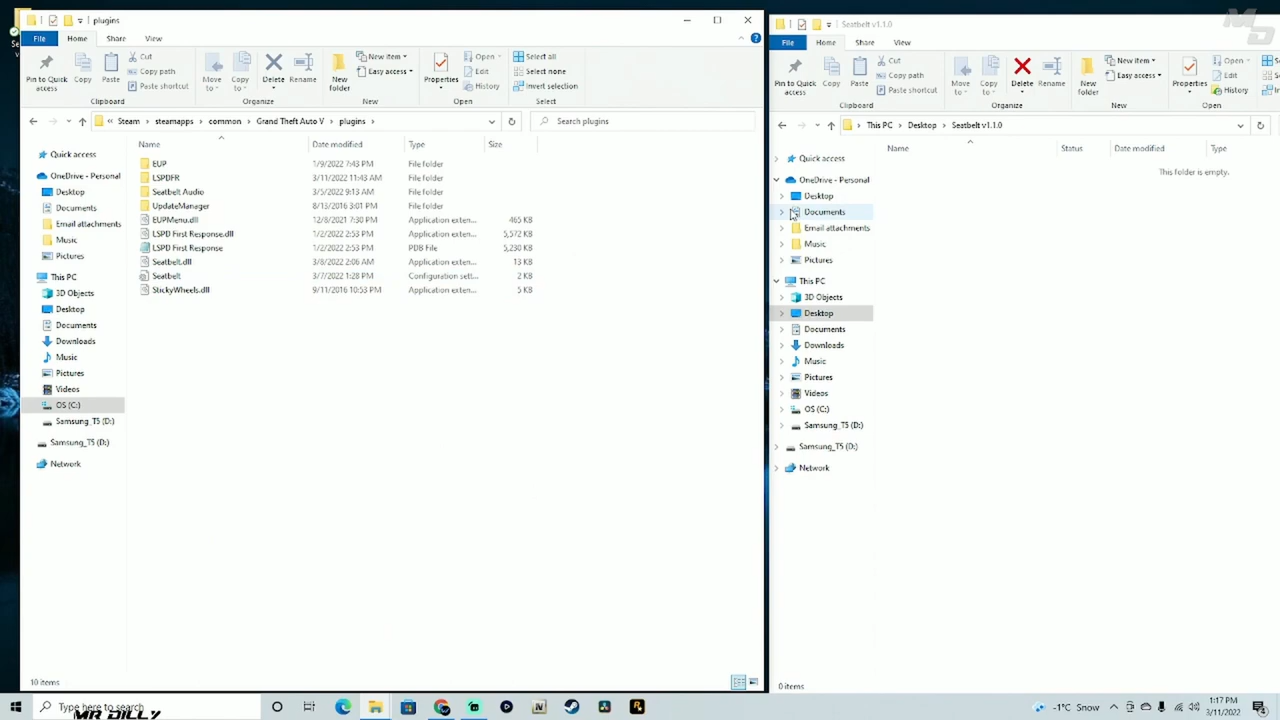 plugins
File Home Share View
Pin to Quick access
Copy
Paste
Cut
Copy path
Paste shortcut
Clipboard
Move to
Copy to
Delete
Rename
Organize
New folder
New item
Easy access
New
Properties
Open
Edit
History
Open
Select all
Select none
Invert selection
Select
« Steam › steamapps › common › Grand Theft Auto V › plugins ›
Search plugins
Name Date modified Type Size
EUP 1/9/2022 7:43 PM File folder
LSPDFR 3/11/2022 11:43 AM File folder
Seatbelt Audio 3/5/2022 9:13 AM File folder
UpdateManager 8/13/2016 3:01 PM File folder
EUPMenu.dll 12/8/2021 7:30 PM Application exten... 465 KB
LSPD First Response.dll 1/2/2022 2:53 PM Application exten... 5,572 KB
LSPD First Response 1/2/2022 2:53 PM PDB File 5,230 KB
Seatbelt.dll 3/8/2022 2:06 AM Application exten... 13 KB
Seatbelt 3/7/2022 1:28 PM Configuration sett... 2 KB
StickyWheels.dll 9/11/2016 10:53 PM Application exten... 5 KB
Quick access
OneDrive - Personal
Desktop
Documents
Email attachments
Music
Pictures
This PC
3D Objects
Desktop
Documents
Downloads
Music
Pictures
Videos
OS (C:)
Samsung_T5 (D:)
Samsung_T5 (D:)
Network
10 items
Seatbelt v1.1.0
MD
File Home Share View
Pin to Quick access
Copy
Paste
Cut
Copy path
Paste shortcut
Clipboard
Move to
Copy to
Delete
Rename
Organize
New folder
New item
Easy access
New
Properties
Open
Edit
History
Open
This PC › Desktop › Seatbelt v1.1.0
Name Status Date modified Type
This folder is empty.
Quick access
OneDrive - Personal
Desktop
Documents
Email attachments
Music
Pictures
This PC
3D Objects
Desktop
Documents
Downloads
Music
Pictures
Videos
OS (C:)
Samsung_T5 (D:)
Samsung_T5 (D:)
Network
0 items
Type here to search
MR DILLY
-1°C Snow
1:17 PM
3/11/2022